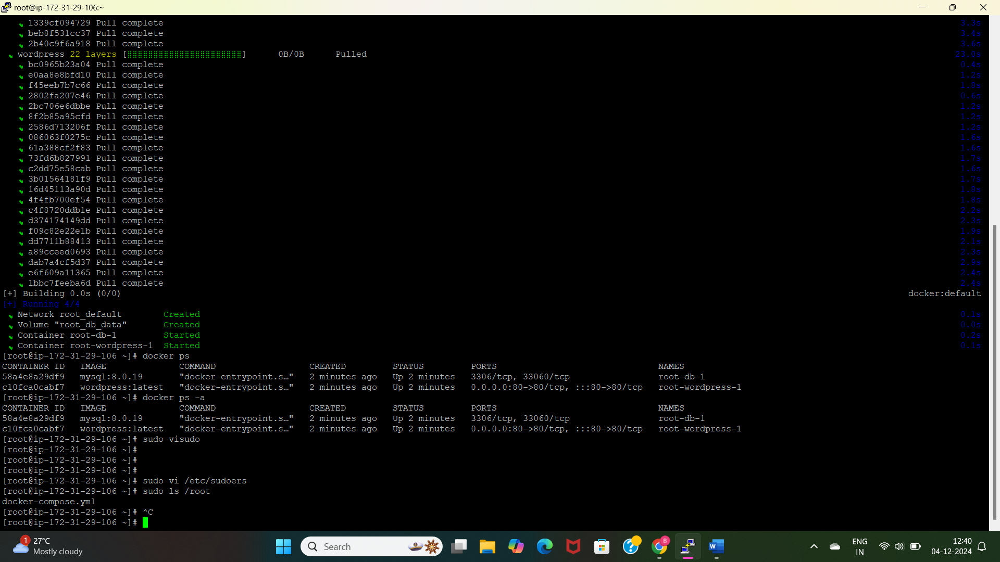 root@ip-172-31-29-106:~
1339cf094729 Pull complete 3.3s
beb8f531cc37 Pull complete 3.4s
2b40c9f6a918 Pull complete 3.6s
wordpress 22 layers [⣿⣿⣿⣿⣿⣿⣿⣿⣿⣿⣿⣿⣿⣿⣿⣿⣿⣿⣿⣿⣿⣿] 0B/0B Pulled 23.0s
bc0965b23a04 Pull complete 0.4s
e0aa8e8bfd10 Pull complete 1.2s
f45eeb7b7c66 Pull complete 1.8s
2802fa207e46 Pull complete 0.6s
2bc706e6dbbe Pull complete 1.2s
8f2b85a95cfd Pull complete 1.2s
2586d713206f Pull complete 1.2s
086063f0275c Pull complete 1.6s
61a388cf2f83 Pull complete 1.6s
73fd6b827991 Pull complete 1.7s
c2dd75e58cab Pull complete 1.6s
3b01564181f9 Pull complete 1.7s
16d45113a90d Pull complete 1.8s
4f4fb700ef54 Pull complete 1.8s
c4f8720ddb1e Pull complete 2.2s
d374174149dd Pull complete 2.3s
f09c82e22e1b Pull complete 1.9s
dd7711b88413 Pull complete 2.1s
a89cceed0693 Pull complete 2.3s
dab7a4cf5d37 Pull complete 2.9s
e6f609a11365 Pull complete 2.4s
1bbc7feeba6d Pull complete 2.4s
[+] Building 0.0s (0/0) docker:default
[+] Running 4/4
Network root_default Created 0.1s
Volume "root_db_data" Created 0.0s
Container root-db-1 Started 0.2s
Container root-wordpress-1 Started 0.1s
[root@ip-172-31-29-106 ~]# docker ps
CONTAINER ID IMAGE COMMAND CREATED STATUS PORTS NAMES
58a4e8a29df9 mysql:8.0.19 "docker-entrypoint.s…" 2 minutes ago Up 2 minutes 3306/tcp, 33060/tcp root-db-1
c10fca0cabf7 wordpress:latest "docker-entrypoint.s…" 2 minutes ago Up 2 minutes 0.0.0.0:80->80/tcp, :::80->80/tcp root-wordpress-1
[root@ip-172-31-29-106 ~]# docker ps -a
CONTAINER ID IMAGE COMMAND CREATED STATUS PORTS NAMES
58a4e8a29df9 mysql:8.0.19 "docker-entrypoint.s…" 2 minutes ago Up 2 minutes 3306/tcp, 33060/tcp root-db-1
c10fca0cabf7 wordpress:latest "docker-entrypoint.s…" 2 minutes ago Up 2 minutes 0.0.0.0:80->80/tcp, :::80->80/tcp root-wordpress-1
[root@ip-172-31-29-106 ~]# sudo visudo
[root@ip-172-31-29-106 ~]#
[root@ip-172-31-29-106 ~]#
[root@ip-172-31-29-106 ~]#
[root@ip-172-31-29-106 ~]# sudo vi /etc/sudoers
[root@ip-172-31-29-106 ~]# sudo ls /root
docker-compose.yml
[root@ip-172-31-29-106 ~]# ^C
[root@ip-172-31-29-106 ~]#
1
27°C
Mostly cloudy
Search
B
W
ENG
IN
12:40
04-12-2024